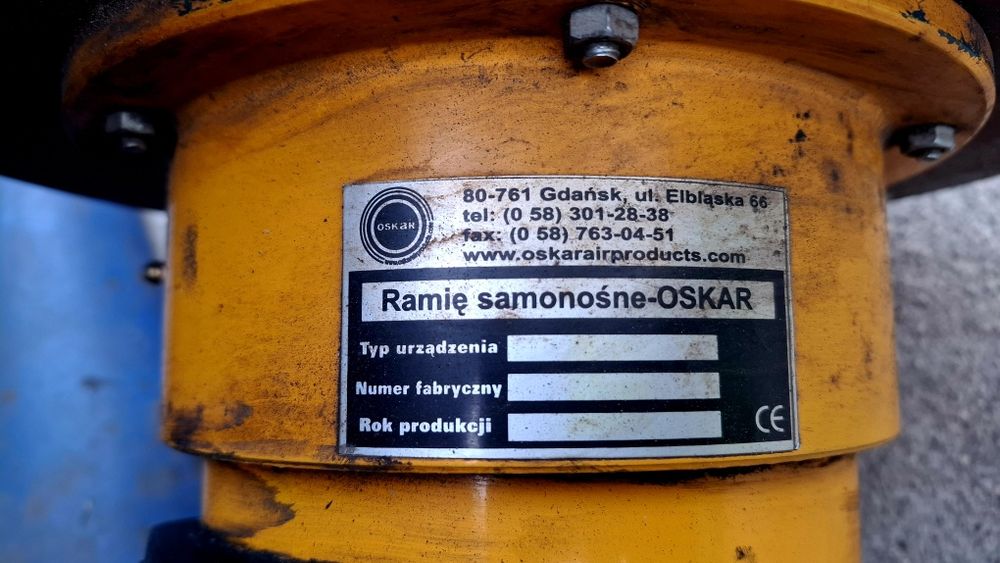 OSKAR
80-761 Gdańsk, ul. Elbląska 66
tel: (0 58) 301-28-38
fax: (0 58) 763-04-51
www.oskarairproducts.com
Ramię samonośne-OSKAR
Typ urządzenia
Numer fabryczny
Rok produkcji
CE